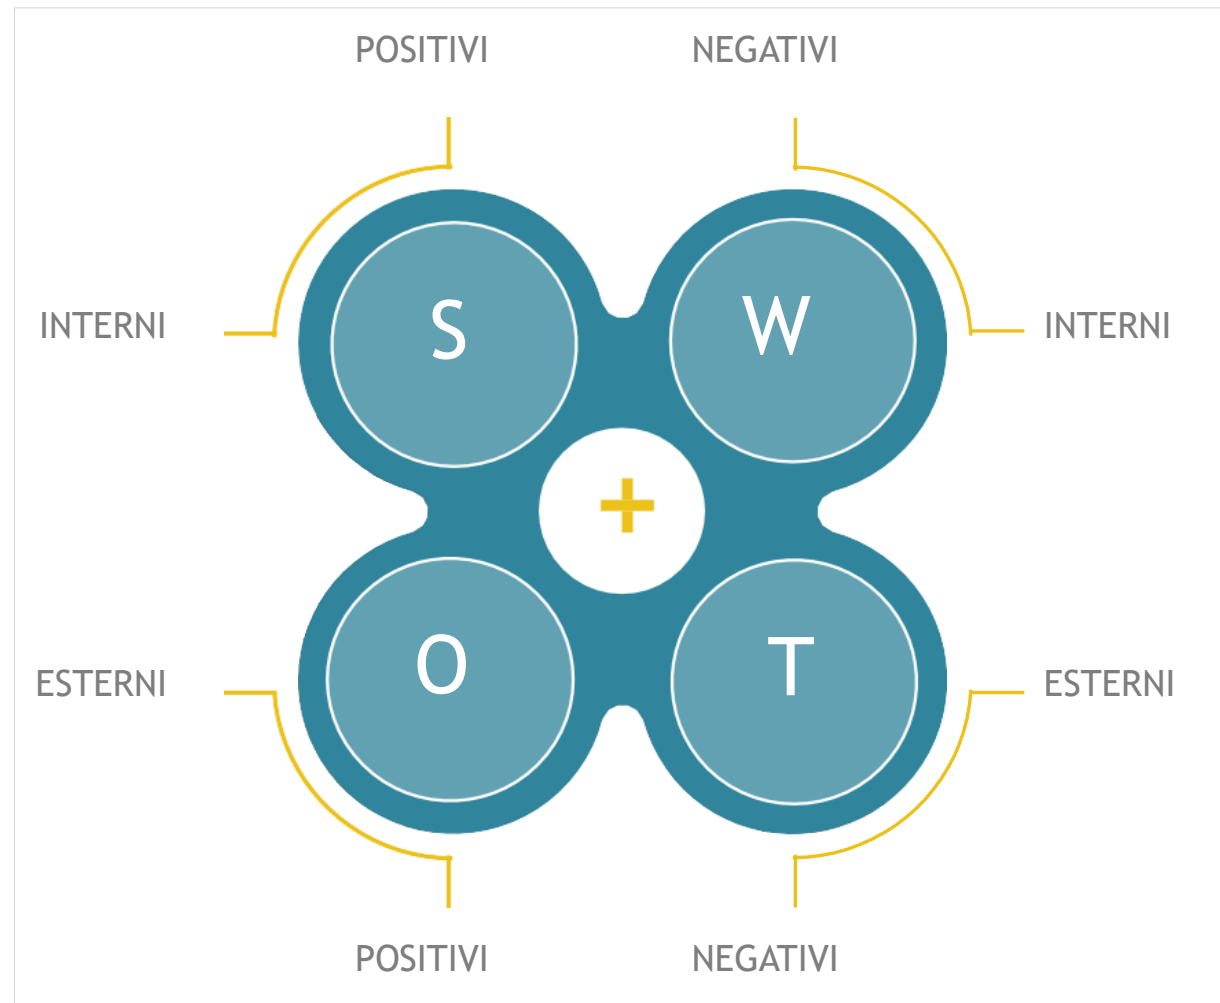 POSITIVI NEGATIVI
INTERNI S W INTERNI
+
ESTERNI O T ESTERNI
POSITIVI NEGATIVI